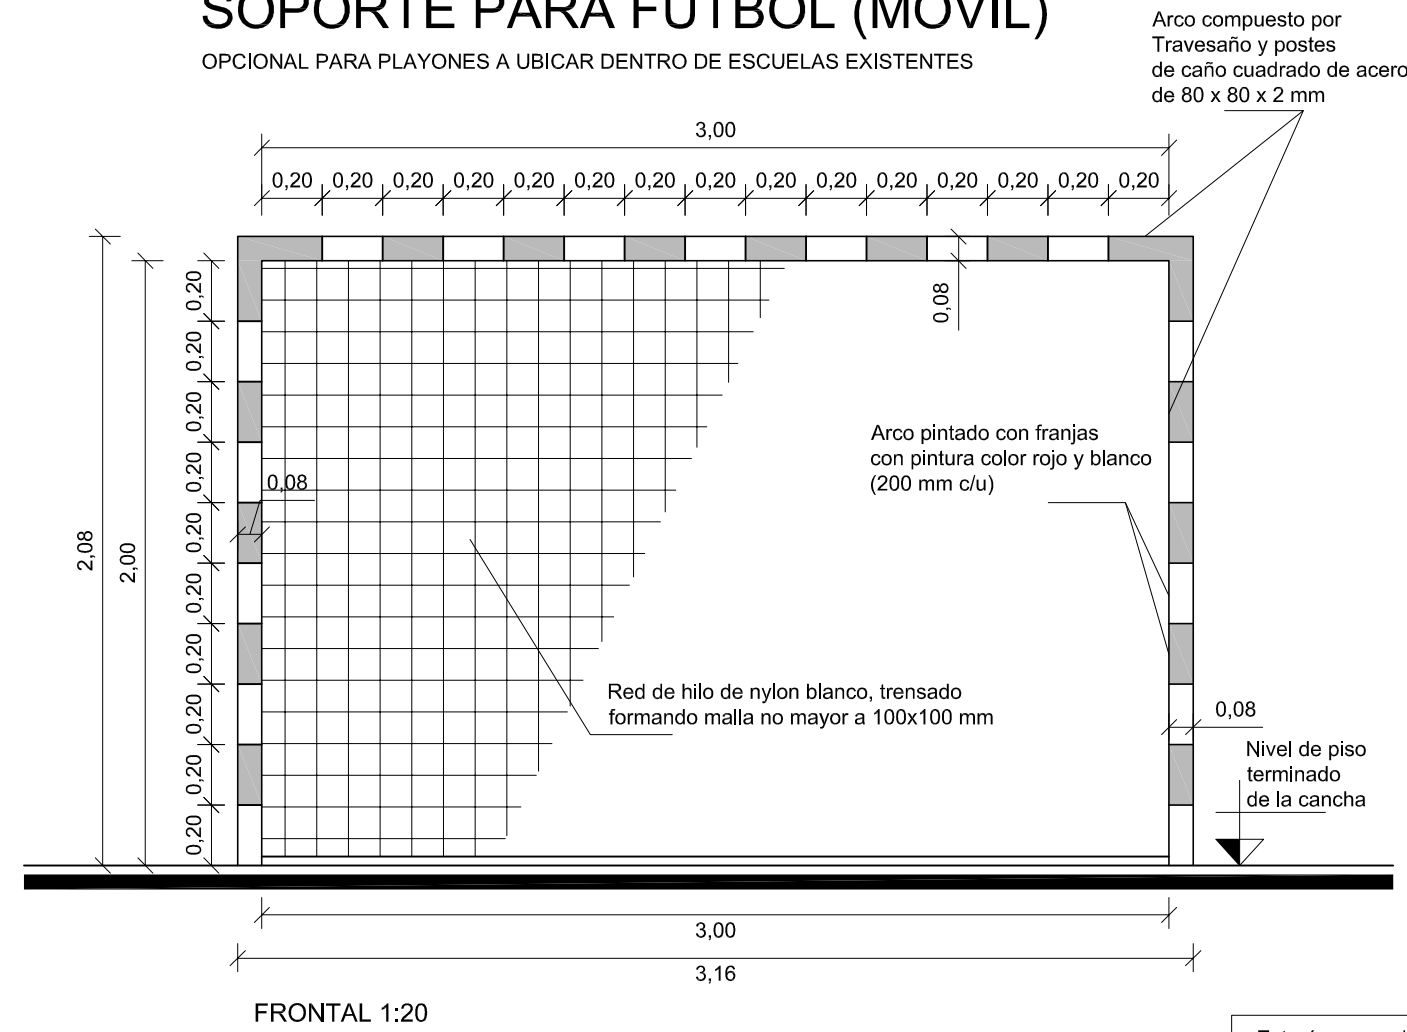 SOPORTE PARA FÚTBOL (MÓVIL)
OPCIONAL PARA PLAYONES A UBICAR DENTRO DE ESCUELAS EXISTENTES
Arco compuesto por
Travesaño y postes
de caño cuadrado de acero
de 80 x 80 x 2 mm
3,00
0,20 0,20 0,20 0,20 0,20 0,20 0,20 0,20 0,20 0,20 0,20 0,20 0,20 0,20 0,20
0,20
0,20
0,20
0,20
0,20
0,20
0,20
0,20
0,20
0,20
2,08
2,00
0,08
0,08
Arco pintado con franjas
con pintura color rojo y blanco
(200 mm c/u)
Red de hilo de nylon blanco, trensado
formando malla no mayor a 100x100 mm
0,08
Nivel de piso
terminado
de la cancha
3,00
3,16
FRONTAL 1:20